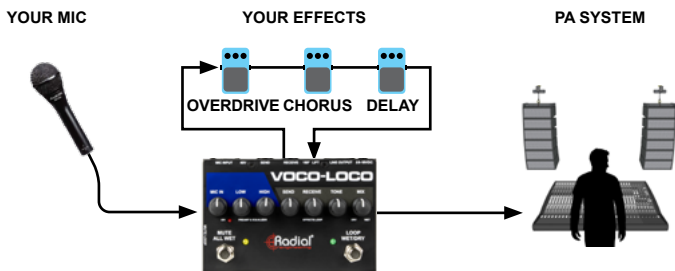 YOUR MIC
YOUR EFFECTS
PA SYSTEM
OVERDRIVE CHORUS DELAY
VOCO-LOCO
MIC IN LOW HIGH SEND RECEIVE TONE MIX
MUTE
ALL WET
Radial
LOOP
WET/DRY